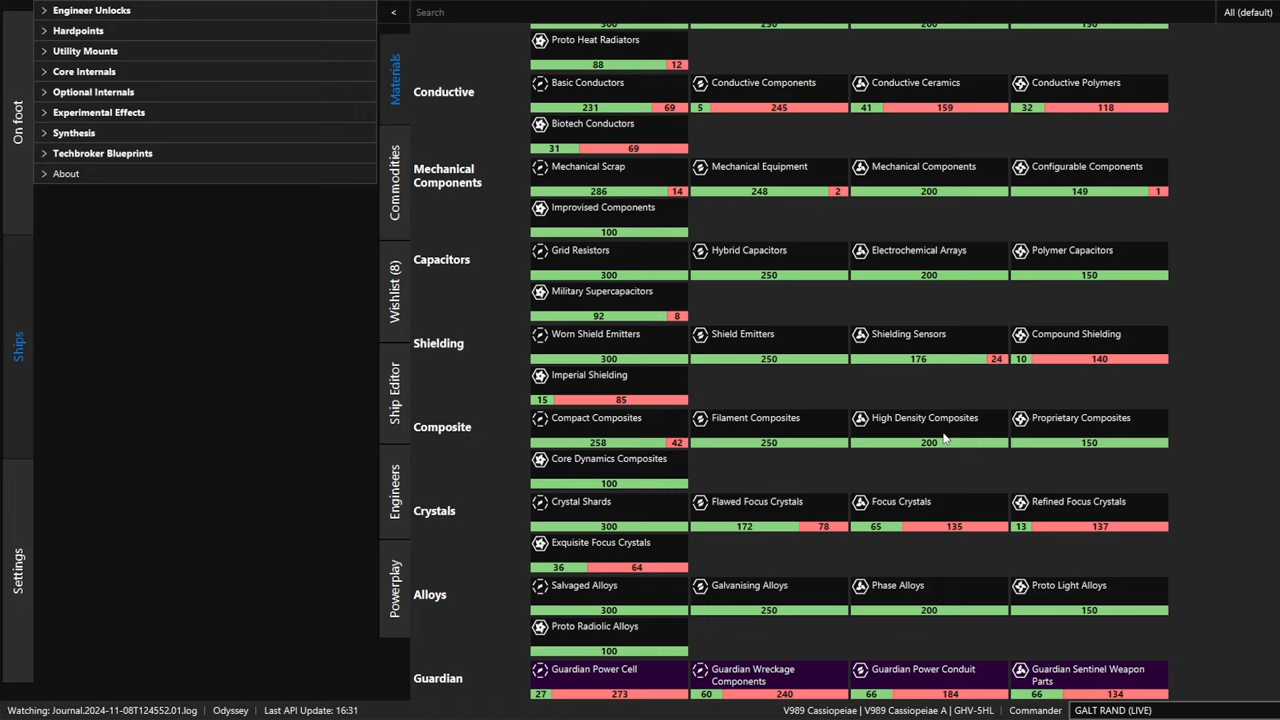 Engineer Unlocks
Hardpoints
Utility Mounts
Core Internals
Optional Internals
Experimental Effects
Synthesis
Techbroker Blueprints
About
On foot
Ships
Settings
<
Search
All (default)
Materials
Commodities
Wishlist (8)
Ship Editor
Engineers
Powerplay
Proto Heat Radiators
88 12
Conductive
Basic Conductors Conductive Components Conductive Ceramics Conductive Polymers
231 69 5 245 41 159 32 118
Biotech Conductors
31 69
Mechanical
Components
Mechanical Scrap Mechanical Equipment Mechanical Components Configurable Components
286 14 248 2 200 149 1
Improvised Components
100
Capacitors
Grid Resistors Hybrid Capacitors Electrochemical Arrays Polymer Capacitors
300 250 200 150
Military Supercapacitors
92 8
Shielding
Worn Shield Emitters Shield Emitters Shielding Sensors Compound Shielding
300 250 176 24 10 140
Imperial Shielding
15 85
Composite
Compact Composites Filament Composites High Density Composites Proprietary Composites
258 42 250 200 150
Core Dynamics Composites
100
Crystals
Crystal Shards Flawed Focus Crystals Focus Crystals Refined Focus Crystals
300 172 78 65 135 13 137
Exquisite Focus Crystals
36 64
Alloys
Salvaged Alloys Galvanising Alloys Phase Alloys Proto Light Alloys
300 250 200 150
Proto Radiolic Alloys
100
Guardian
Guardian Power Cell Guardian Wreckage Components Guardian Power Conduit Guardian Sentinel Weapon Parts
27 273 60 240 66 184 66 134
Watching: Journal.2024-11-08T124552.01.log | Odyssey | Last API Update: 16:31
V989 Cassiopeiae | V989 Cassiopeiae A | GHV-5HL | Commander GALT RAND (LIVE)